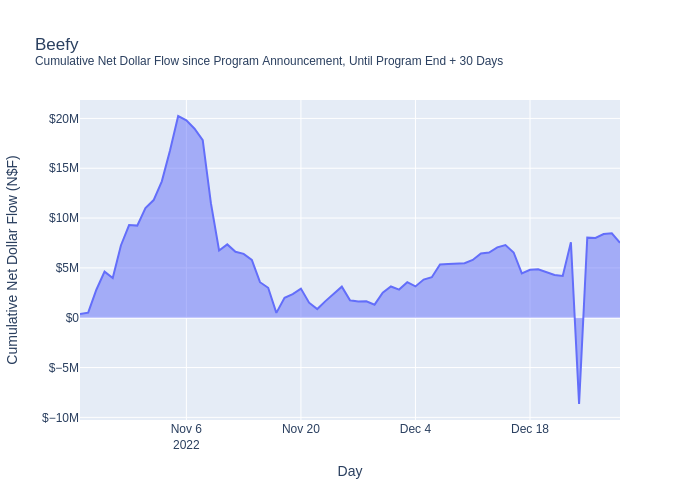 Beefy
Cumulative Net Dollar Flow since Program Announcement, Until Program End + 30 Days
Cumulative Net Dollar Flow (N$F)
$20M
$15M
$10M
$5M
$0
$−5M
$−10M
Nov 6
2022
Nov 20
Dec 4
Dec 18
Day